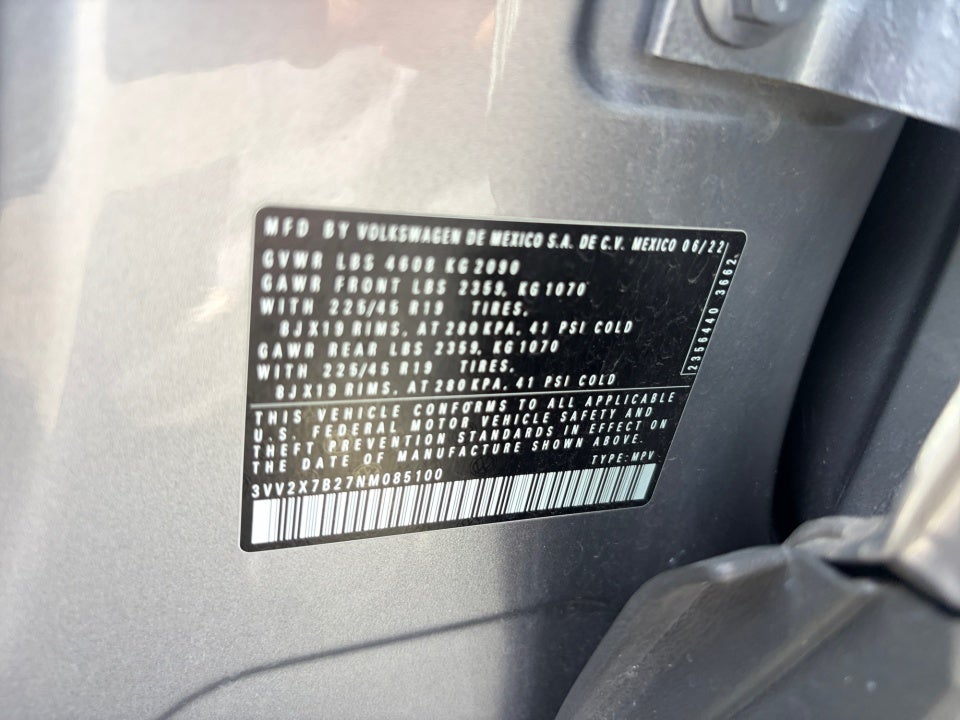 MFD BY VOLKSWAGEN DE MEXICO S.A. DE C.V. MEXICO 06/22
GVWR LBS 4608 KG 2090
GAWR FRONT LBS 2359, KG 1070
WITH 225/45 R19 TIRES,
8JX19 RIMS, AT 280 KPA, 41 PSI COLD
GAWR REAR LBS 2359, KG 1070
WITH 225/45 R19 TIRES,
8JX19 RIMS, AT 280 KPA, 41 PSI COLD
2356440 3662
THIS VEHICLE CONFORMS TO ALL APPLICABLE
U.S. FEDERAL MOTOR VEHICLE SAFETY AND
THEFT PREVENTION STANDARDS IN EFFECT ON
THE DATE OF MANUFACTURE SHOWN ABOVE.
TYPE: MPV
3VV2X7B27NM085100